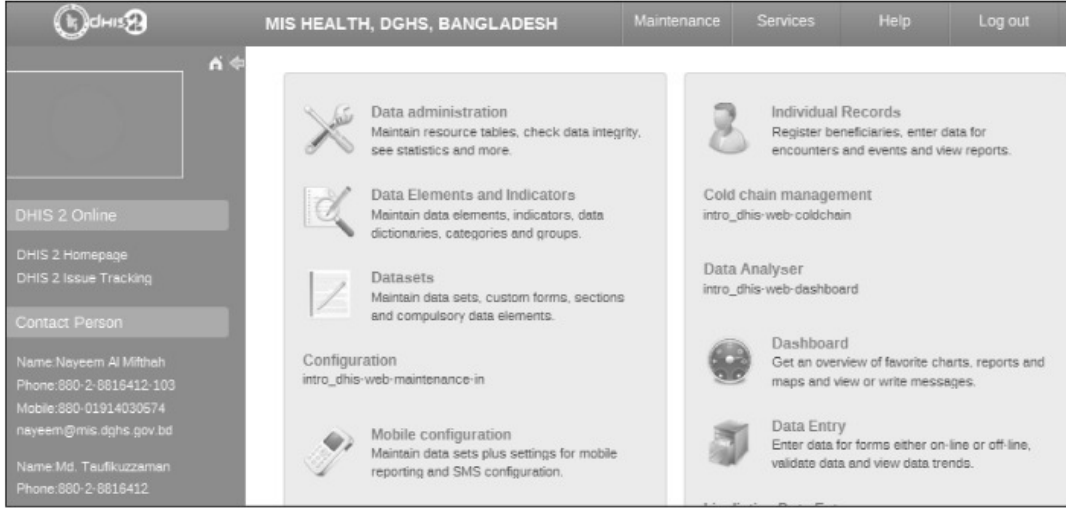 DHIS2
MIS HEALTH, DGHS, BANGLADESH
Maintenance
Services
Help
Log out
DHIS 2 Online
DHIS 2 Homepage
DHIS 2 Issue Tracking
Contact Person
Name:Nayeem Al Mifthah
Phone:880-2-8816412-103
Mobile:880-01914030574
nayeem@mis.dghs.gov.bd
Name:Md. Taufikuzzaman
Phone:880-2-8816412
Data administration
Maintain resource tables, check data integrity,
see statistics and more.
Data Elements and Indicators
Maintain data elements, indicators, data
dictionaries, categories and groups.
Datasets
Maintain data sets, custom forms, sections
and compulsory data elements.
Configuration
intro_dhis-web-maintenance-in
Mobile configuration
Maintain data sets plus settings for mobile
reporting and SMS configuration.
Individual Records
Register beneficiaries, enter data for
encounters and events and view reports.
Cold chain management
intro_dhis-web-coldchain
Data Analyser
intro_dhis-web-dashboard
Dashboard
Get an overview of favorite charts, reports and
maps and view or write messages.
Data Entry
Enter data for forms either on-line or off-line,
validate data and view data trends.